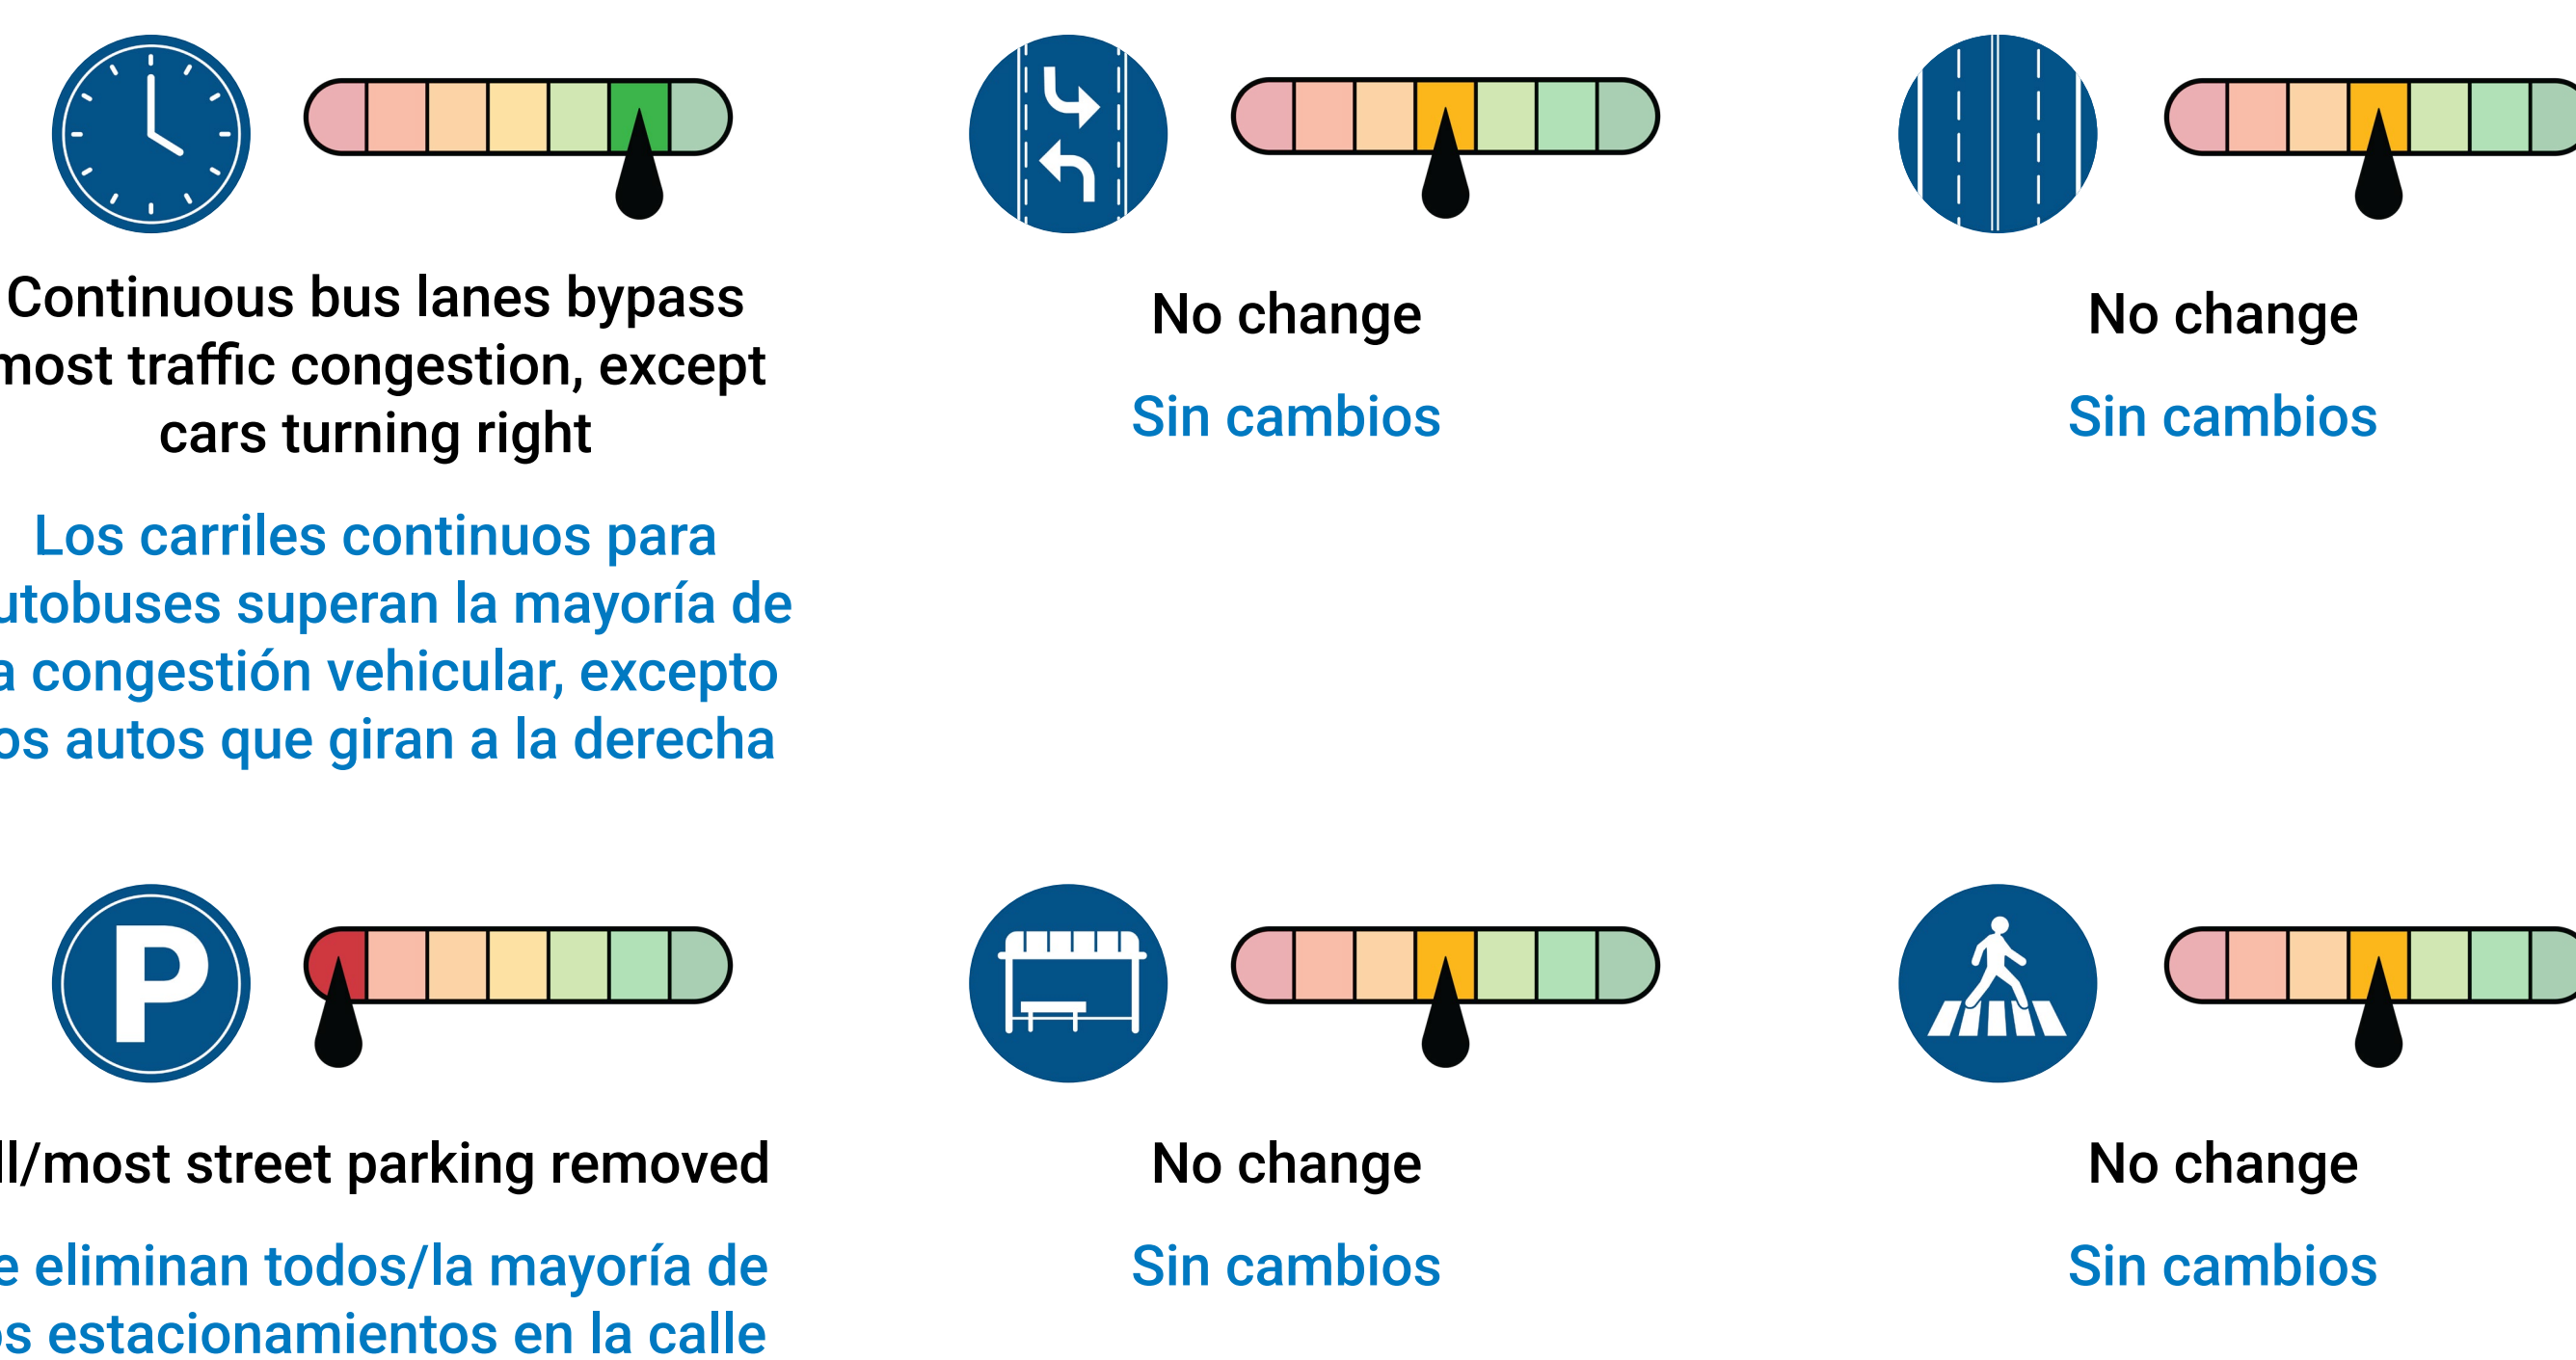 Continuous bus lanes bypass
most traffic congestion, except
cars turning right
Los carriles continuos para
utobuses superan la mayoría de
a congestión vehicular, excepto
os autos que giran a la derecha
No change
Sin cambios
No change
Sin cambios
P
ll/most street parking removed
e eliminan todos/la mayoría de
os estacionamientos en la calle
No change
Sin cambios
No change
Sin cambios